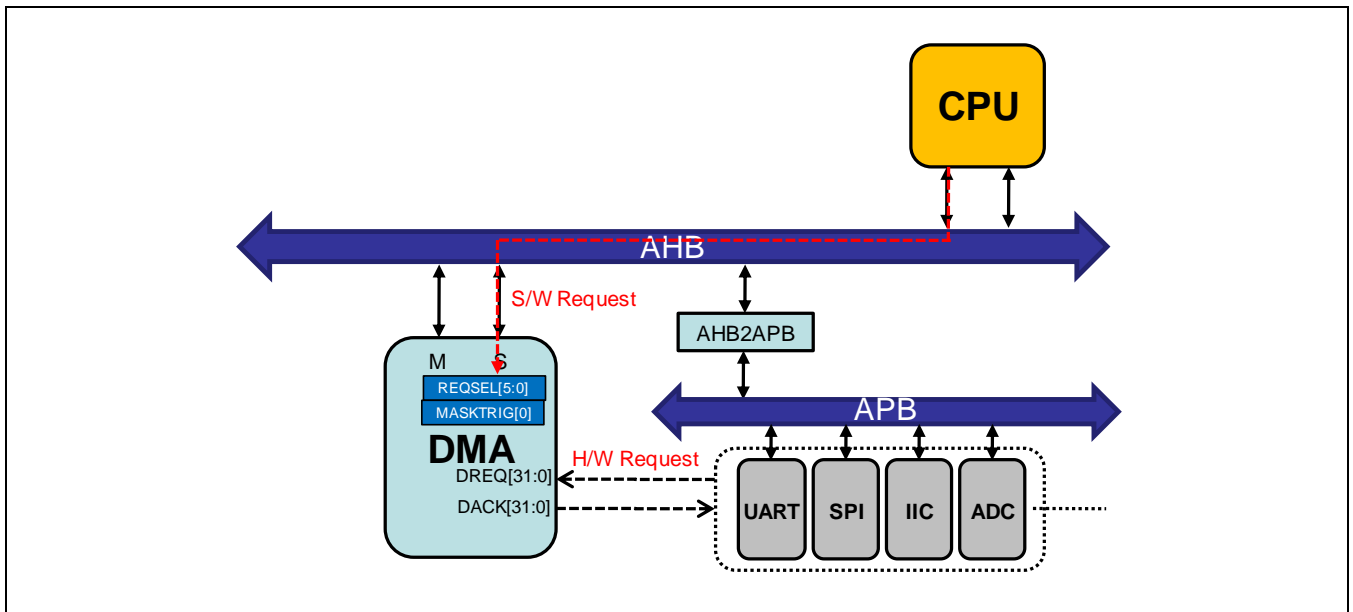 CPU
AHB
S/W Request
AHB2APB
M S
REQSEL[5:0]
MASKTRIG[0]
APB
DMA
H/W Request
DREQ[31:0]
DACK[31:0]
UART SPI IIC ADC